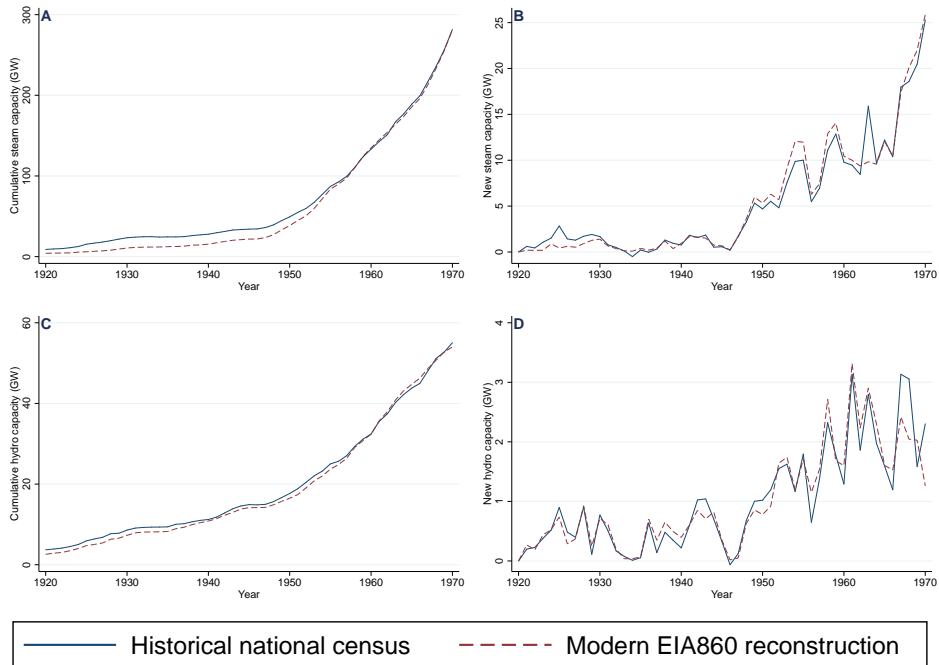 A
Cumulative steam capacity (GW)
300
200
100
0
1920 1930 1940 1950 1960 1970
Year
B
New steam capacity (GW)
25
20
15
10
5
0
1920 1930 1940 1950 1960 1970
Year
C
Cumulative hydro capacity (GW)
60
40
20
0
1920 1930 1940 1950 1960 1970
Year
D
New hydro capacity (GW)
4
3
2
1
0
1920 1930 1940 1950 1960 1970
Year
Historical national census
Modern EIA860 reconstruction